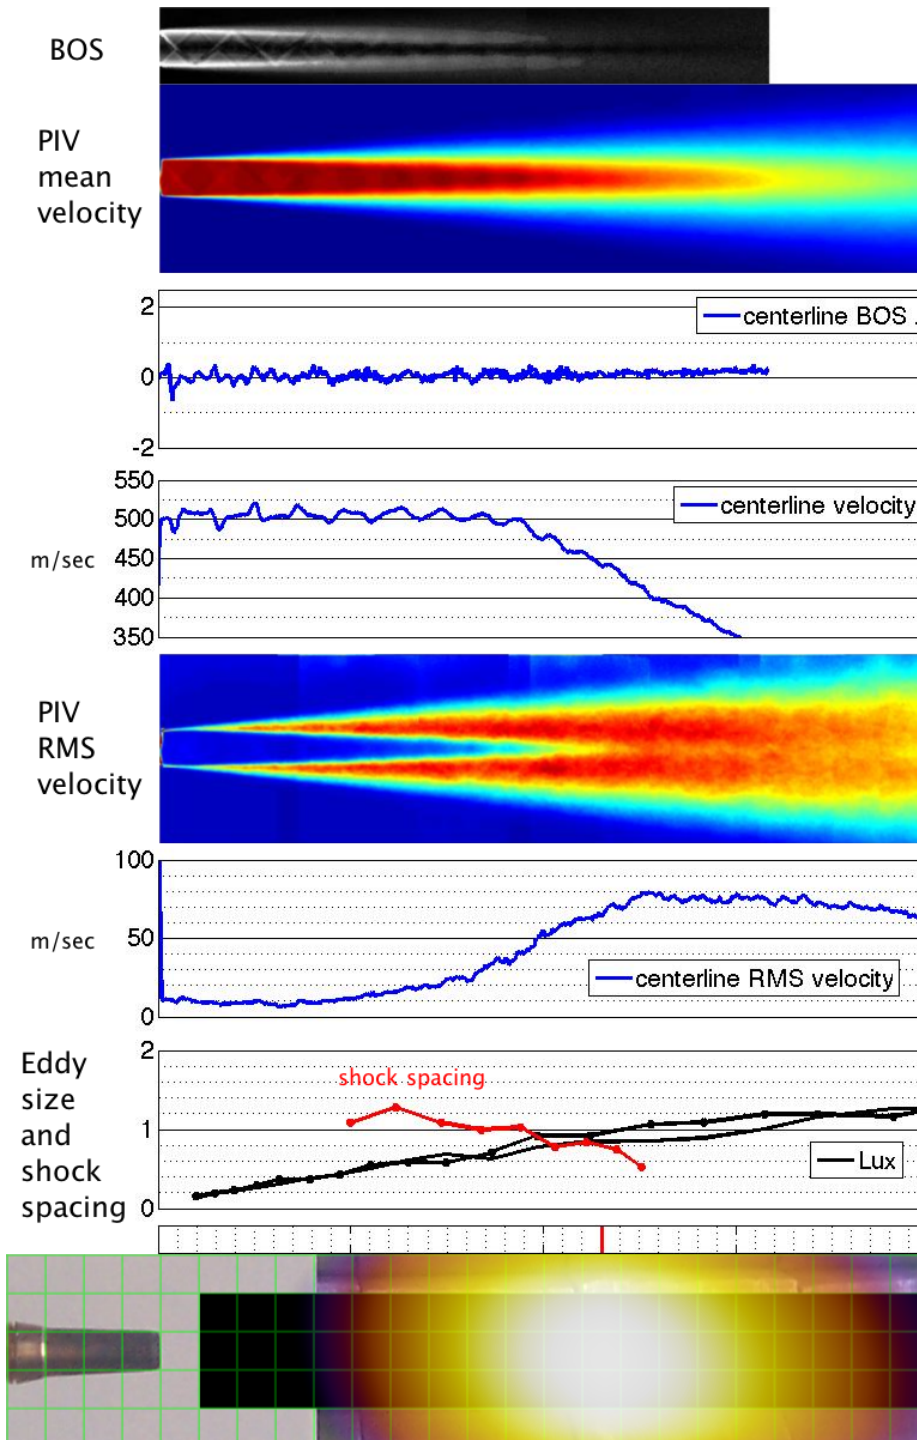 BOS
PIV
mean
velocity
2
0
-2
centerline BOS .
550
500
450
400
350
m/sec
centerline velocity
PIV
RMS
velocity
100
50
0
m/sec
centerline RMS velocity
Eddy
size
and
shock
spacing
2
1
0
shock spacing
Lux